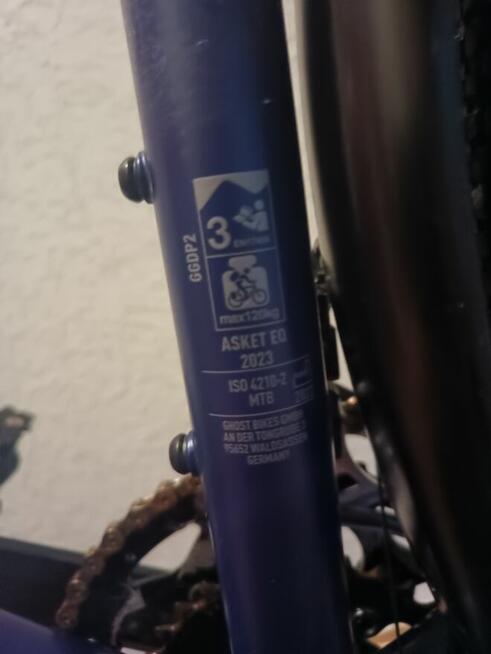 GGDP2
3
max120kg
ASKET EQ
2023
ISO 4210-2
MTB
GHOST BIKES GMBH
AN DER TONGRUBE 3
95652 WALDSASSEN
GERMANY